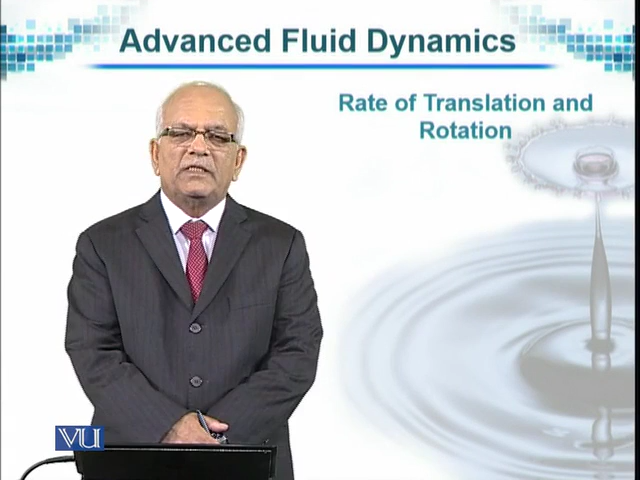 Advanced Fluid Dynamics
Rate of Translation and
Rotation
VU